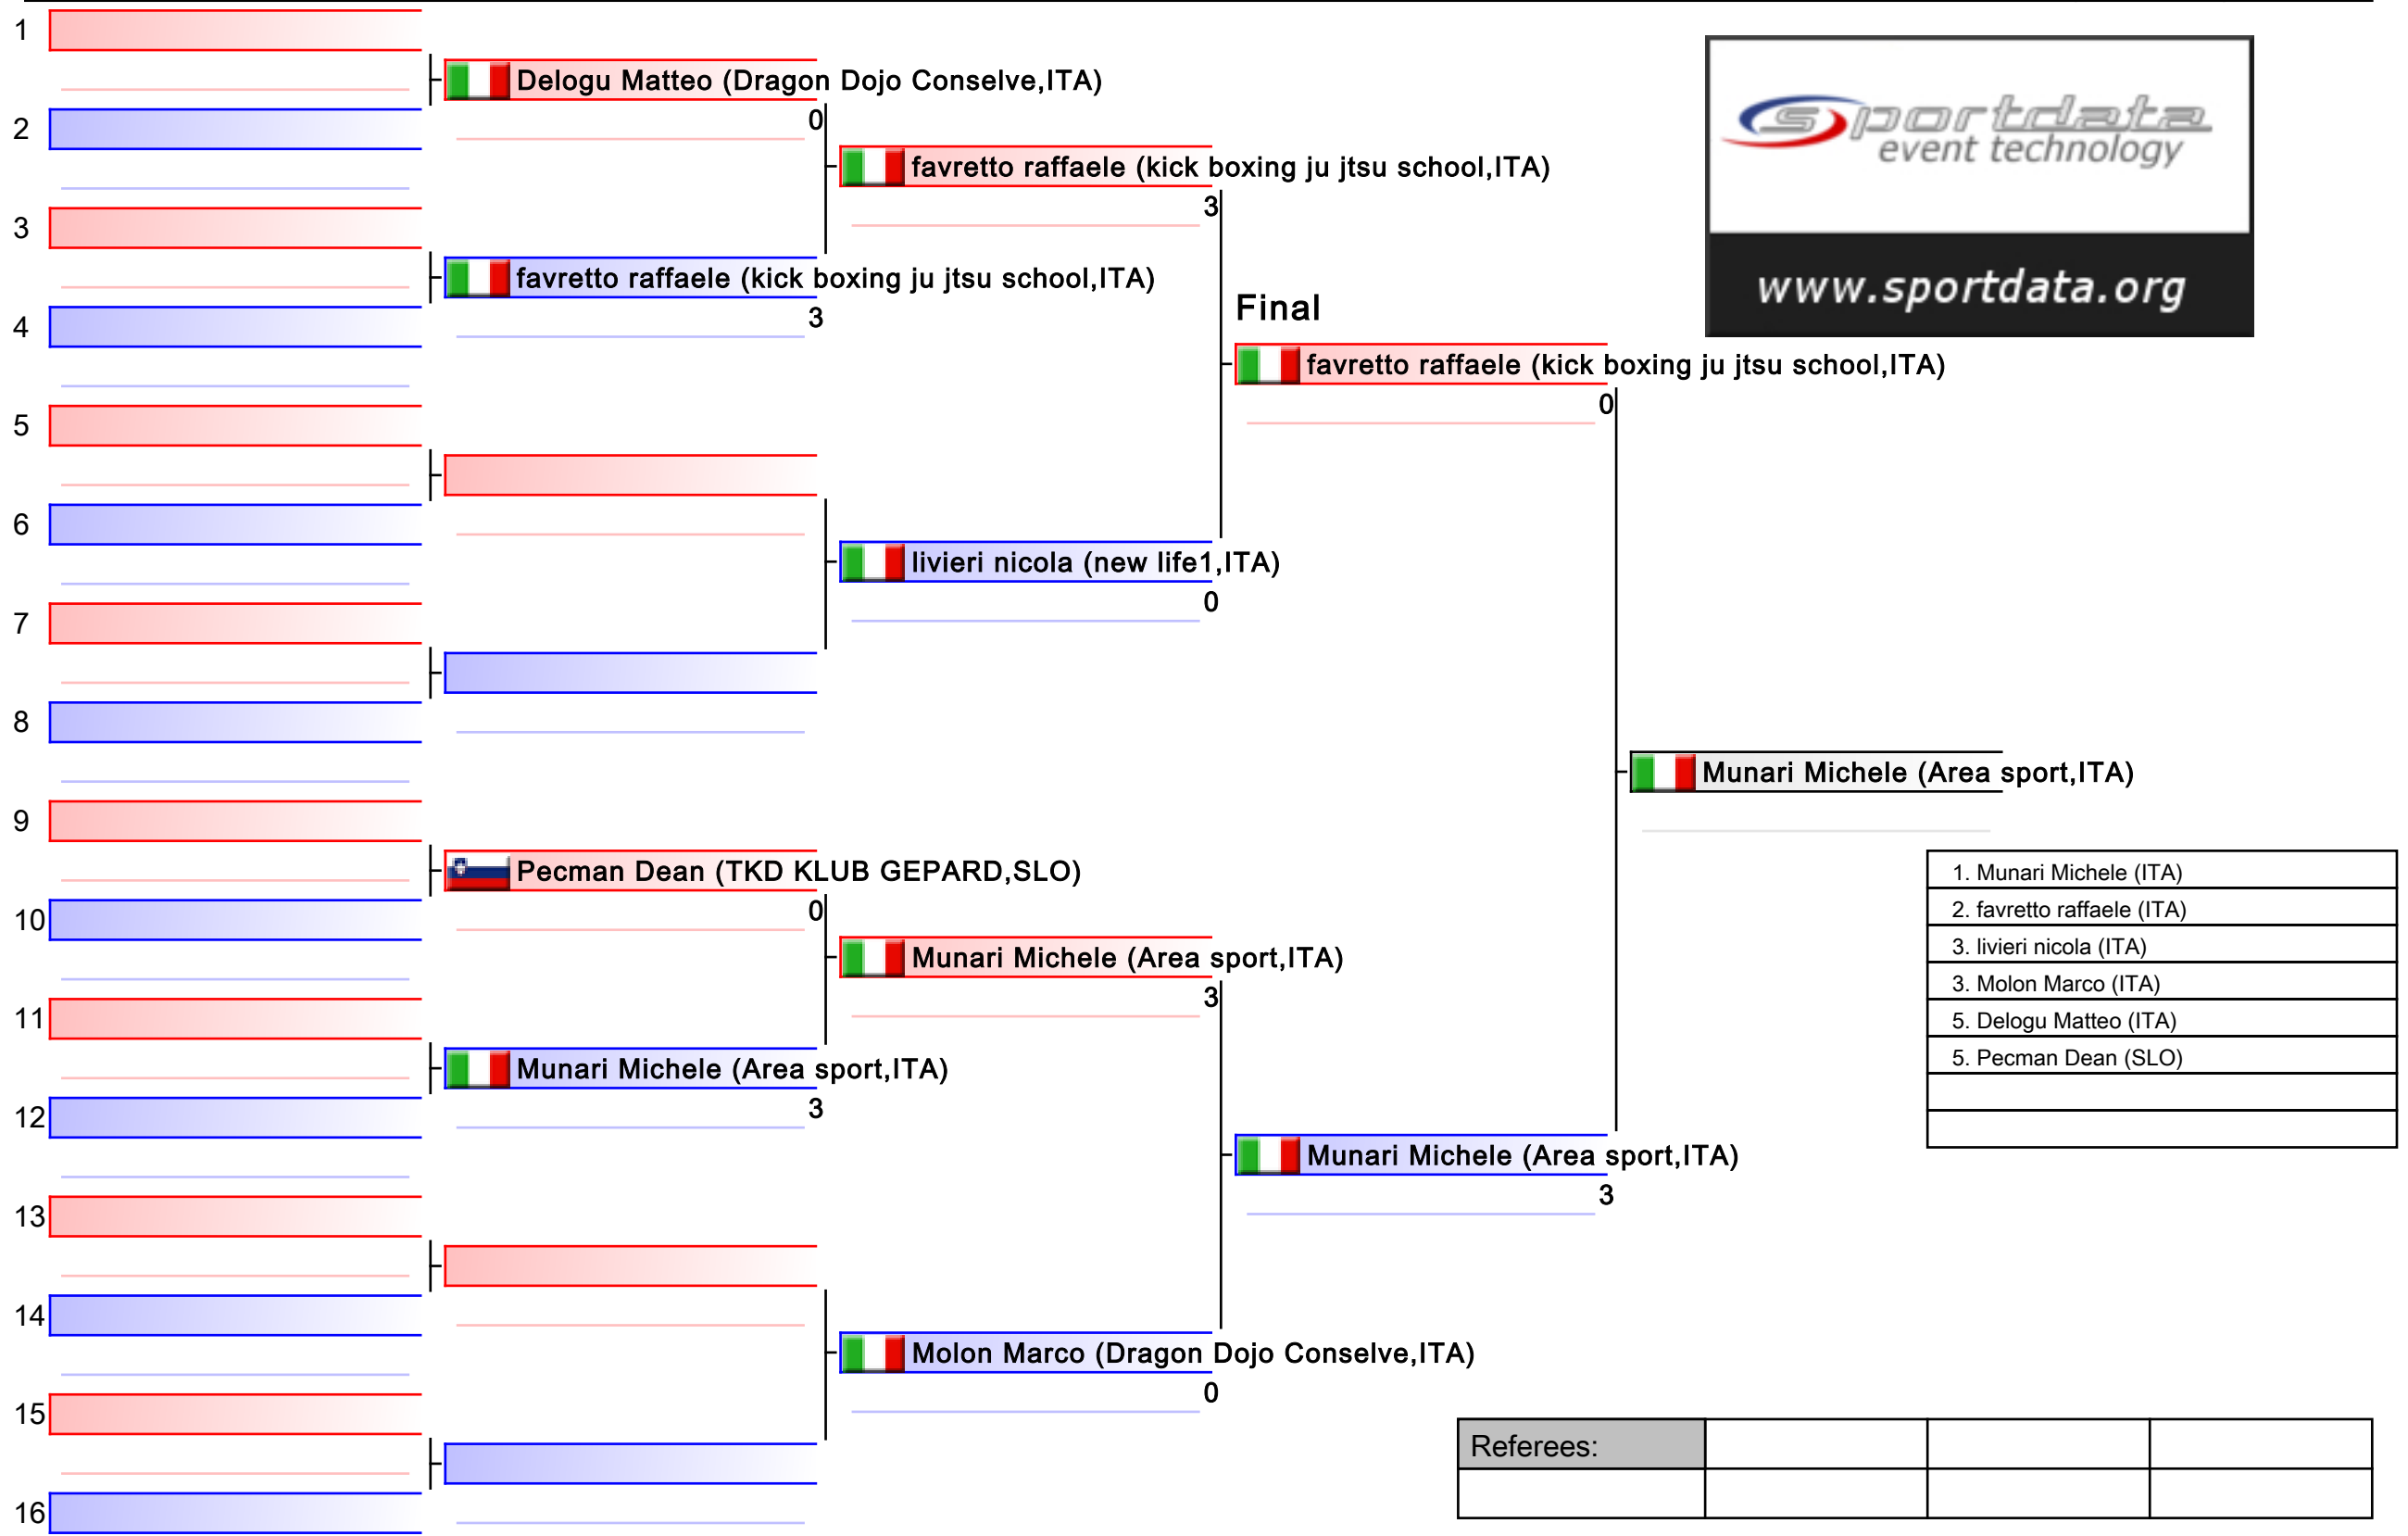 1
Delogu Matteo (Dragon Dojo Conselve,ITA)
0
2
favretto raffaele (kick boxing ju jtsu school,ITA)
3
3
favretto raffaele (kick boxing ju jtsu school,ITA)
3
4
Final
favretto raffaele (kick boxing ju jtsu school,ITA)
0
5
6
livieri nicola (new life1,ITA)
0
7
8
Munari Michele (Area sport,ITA)
9
Pecman Dean (TKD KLUB GEPARD,SLO)
0
10
Munari Michele (Area sport,ITA)
3
11
Munari Michele (Area sport,ITA)
3
12
Munari Michele (Area sport,ITA)
3
13
14
Molon Marco (Dragon Dojo Conselve,ITA)
0
15
16
sportdata
event technology
www.sportdata.org
1. Munari Michele (ITA)
2. favretto raffaele (ITA)
3. livieri nicola (ITA)
3. Molon Marco (ITA)
5. Delogu Matteo (ITA)
5. Pecman Dean (SLO)
Referees: